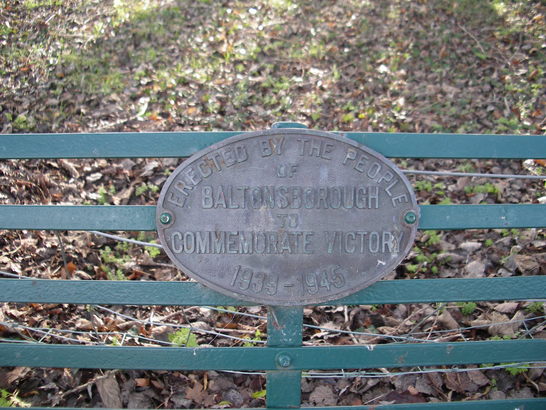 ERECTED BY THE PEOPLE
OF
BALTONSBOROUGH
TO
COMMEMORATE VICTORY
1939-1945